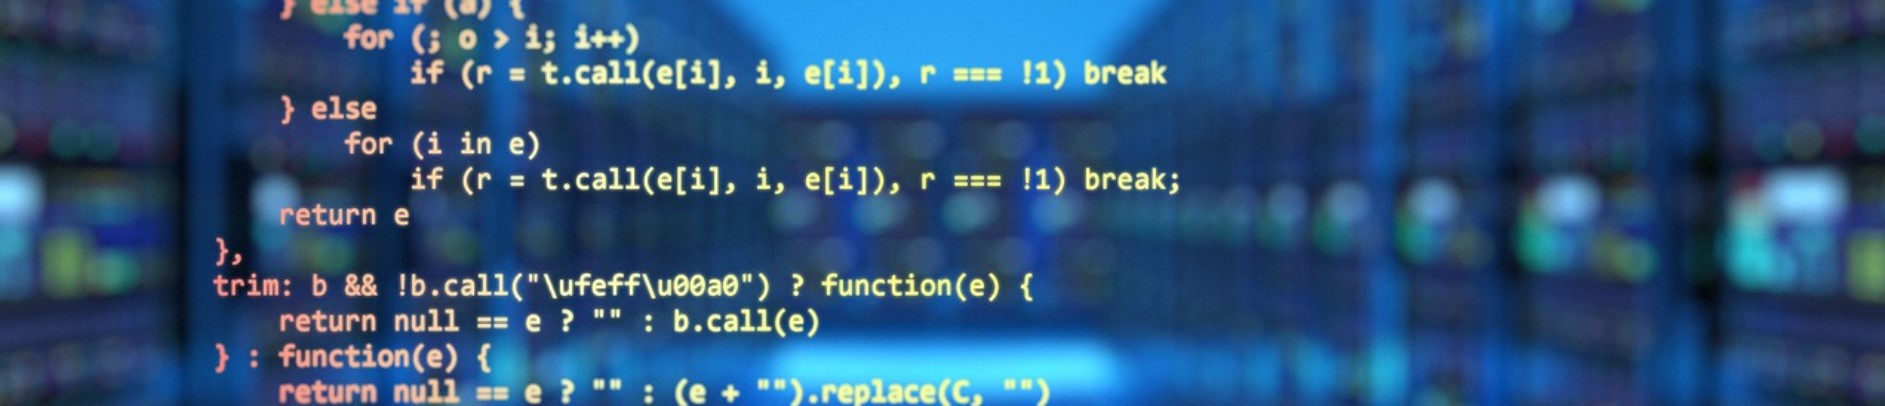 } else if (a) {
for (; o > i; i++)
if (r = t.call(e[i], i, e[i]), r === !1) break
} else
for (i in e)
if (r = t.call(e[i], i, e[i]), r === !1) break;
return e
},
trim: b && !b.call("\ufeff\u00a0") ? function(e) {
return null == e ? "" : b.call(e)
} : function(e) {
return null == e ? "" : (e + "").replace(C, "")